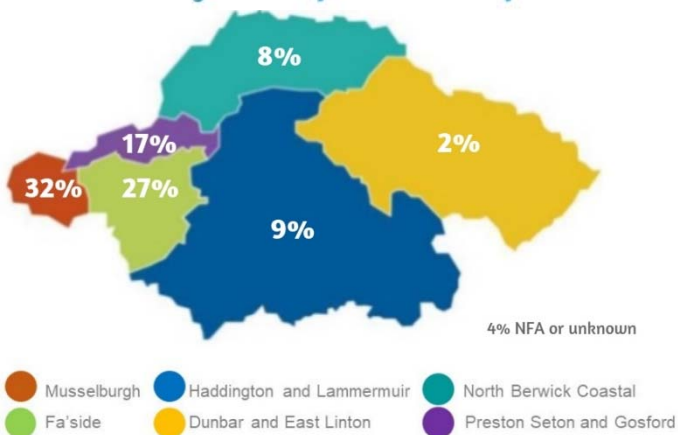 8%
17%
2%
32%
27%
9%
4% NFA or unknown
Musselburgh
Haddington and Lammermuir
North Berwick Coastal
Fa'side
Dunbar and East Linton
Preston Seton and Gosford